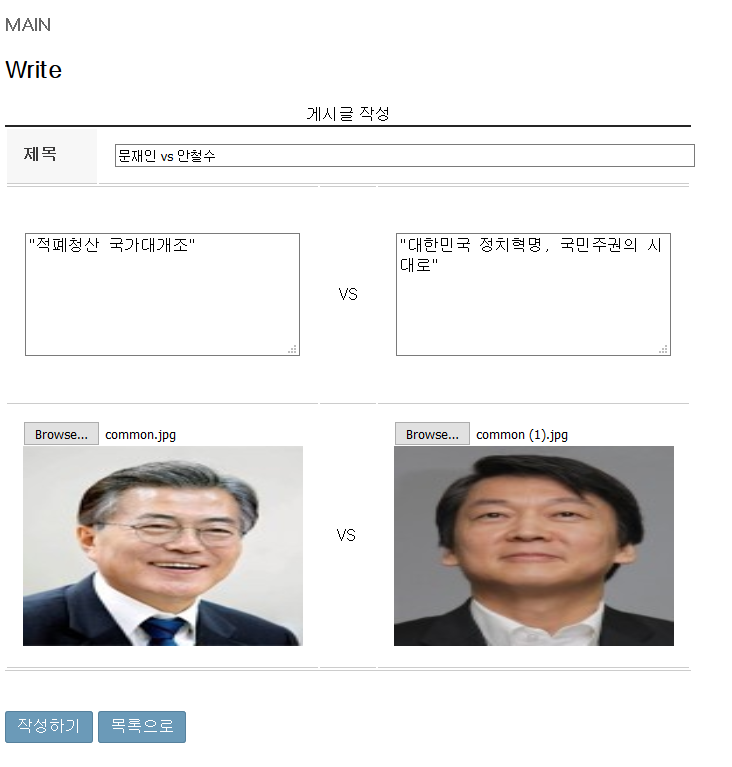 MAIN
Write
게시글 작성
제목
문재인 vs 안철수
"적폐청산 국가대개조"
VS
"대한민국 정치혁명, 국민주권의 시
대로"
Browse... common.jpg
Browse... common (1).jpg
VS
작성하기 목록으로